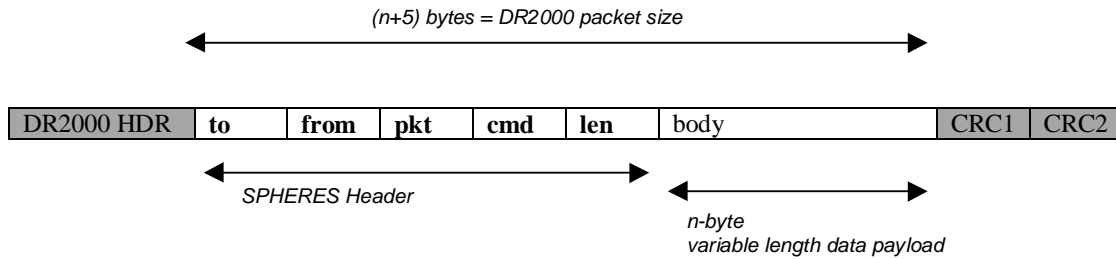 (n+5) bytes = DR2000 packet size
DR2000 HDR to from pkt cmd len body CRC1 CRC2
SPHERES Header
n-byte
variable length data payload